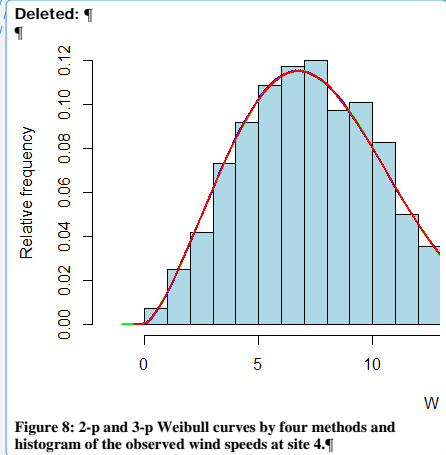 Deleted: ¶
¶
0.12
0.10
0.08
0.06
0.04
0.02
0.00
Relative frequency
0 5 10
W
Figure 8: 2-p and 3-p Weibull curves by four methods and
histogram of the observed wind speeds at site 4.¶